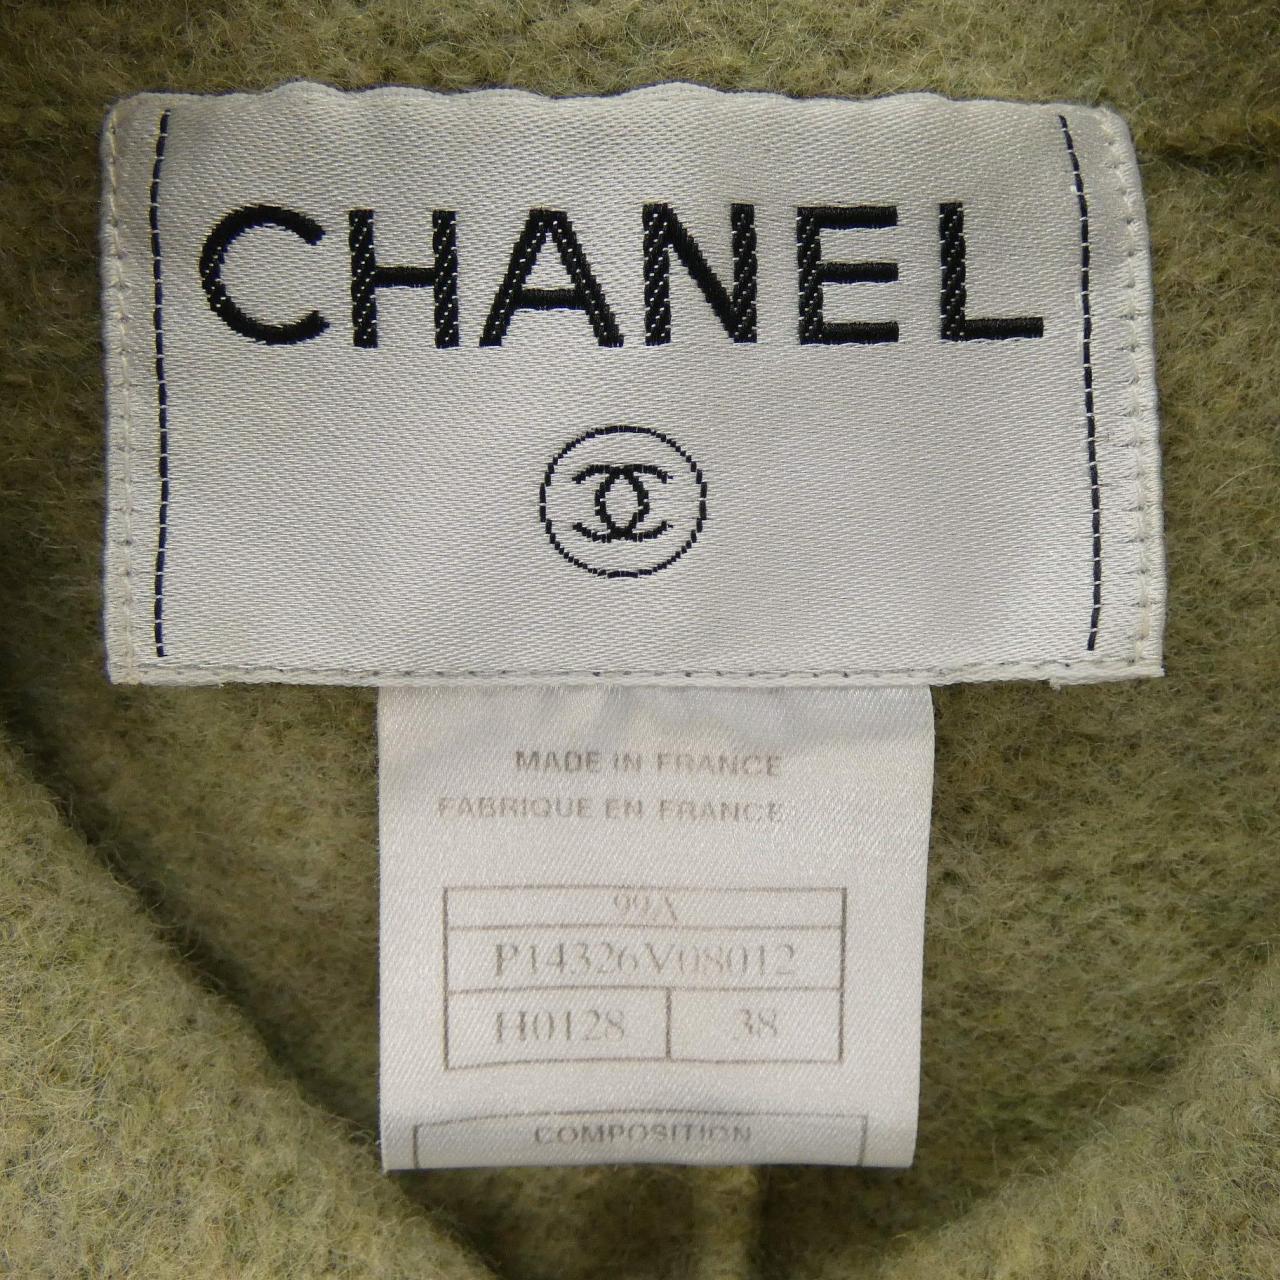 CHANEL
MADE IN FRANCE
FABRIQUE EN FRANCE
99A
P14326V08012
H0128 38
COMPOSITION